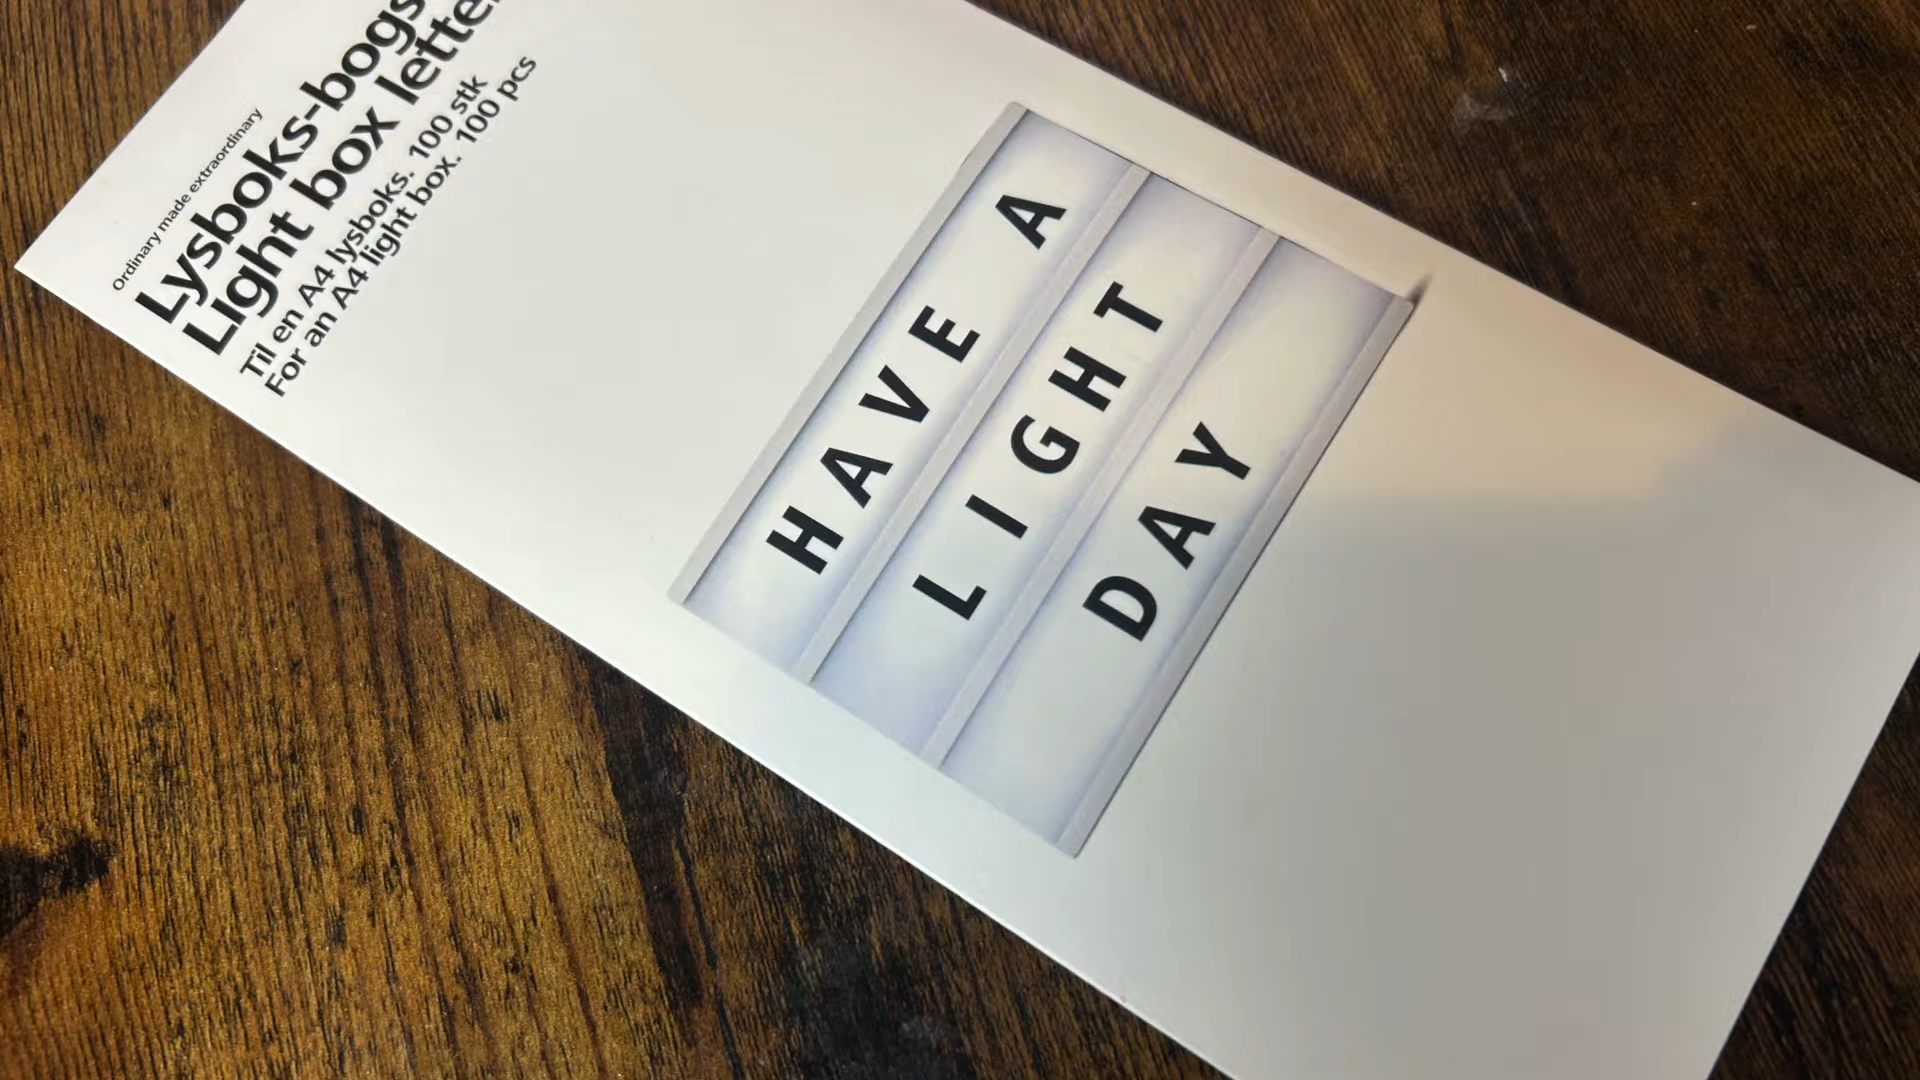 Ordinary made extraordinary
Lysboks-bogs
Light box lette
Til en A4 lysboks. 100 stk
For an A4 light box. 100 pcs
HAVE A
LIGHT
DAY